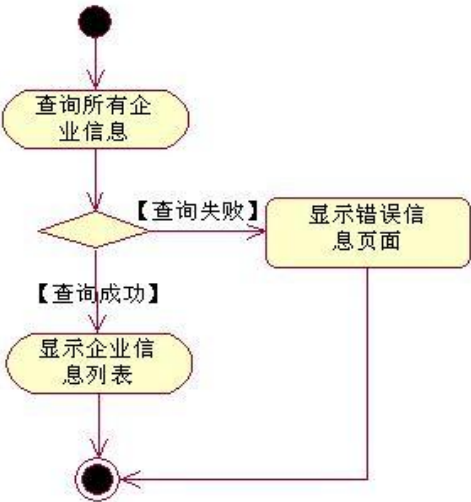 查询所有企
业信息
【查询失败】
显示错误信
息页面
【查询成功】
显示企业信
息列表